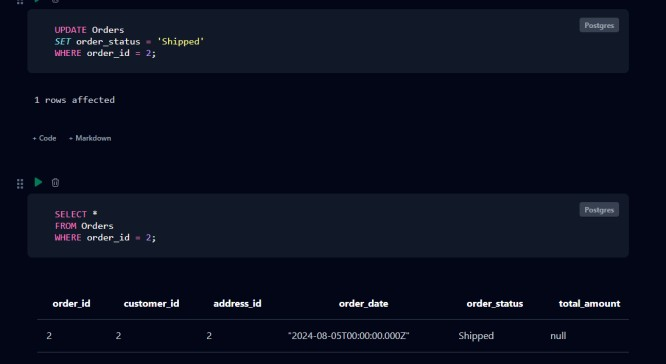 Postgres
UPDATE Orders
SET order_status = 'Shipped'
WHERE order_id = 2;
1 rows affected
+ Code + Markdown
Postgres
SELECT *
FROM Orders
WHERE order_id = 2;
order_id customer_id address_id order_date order_status total_amount
2 2 2 "2024-08-05T00:00:00.000Z" Shipped null